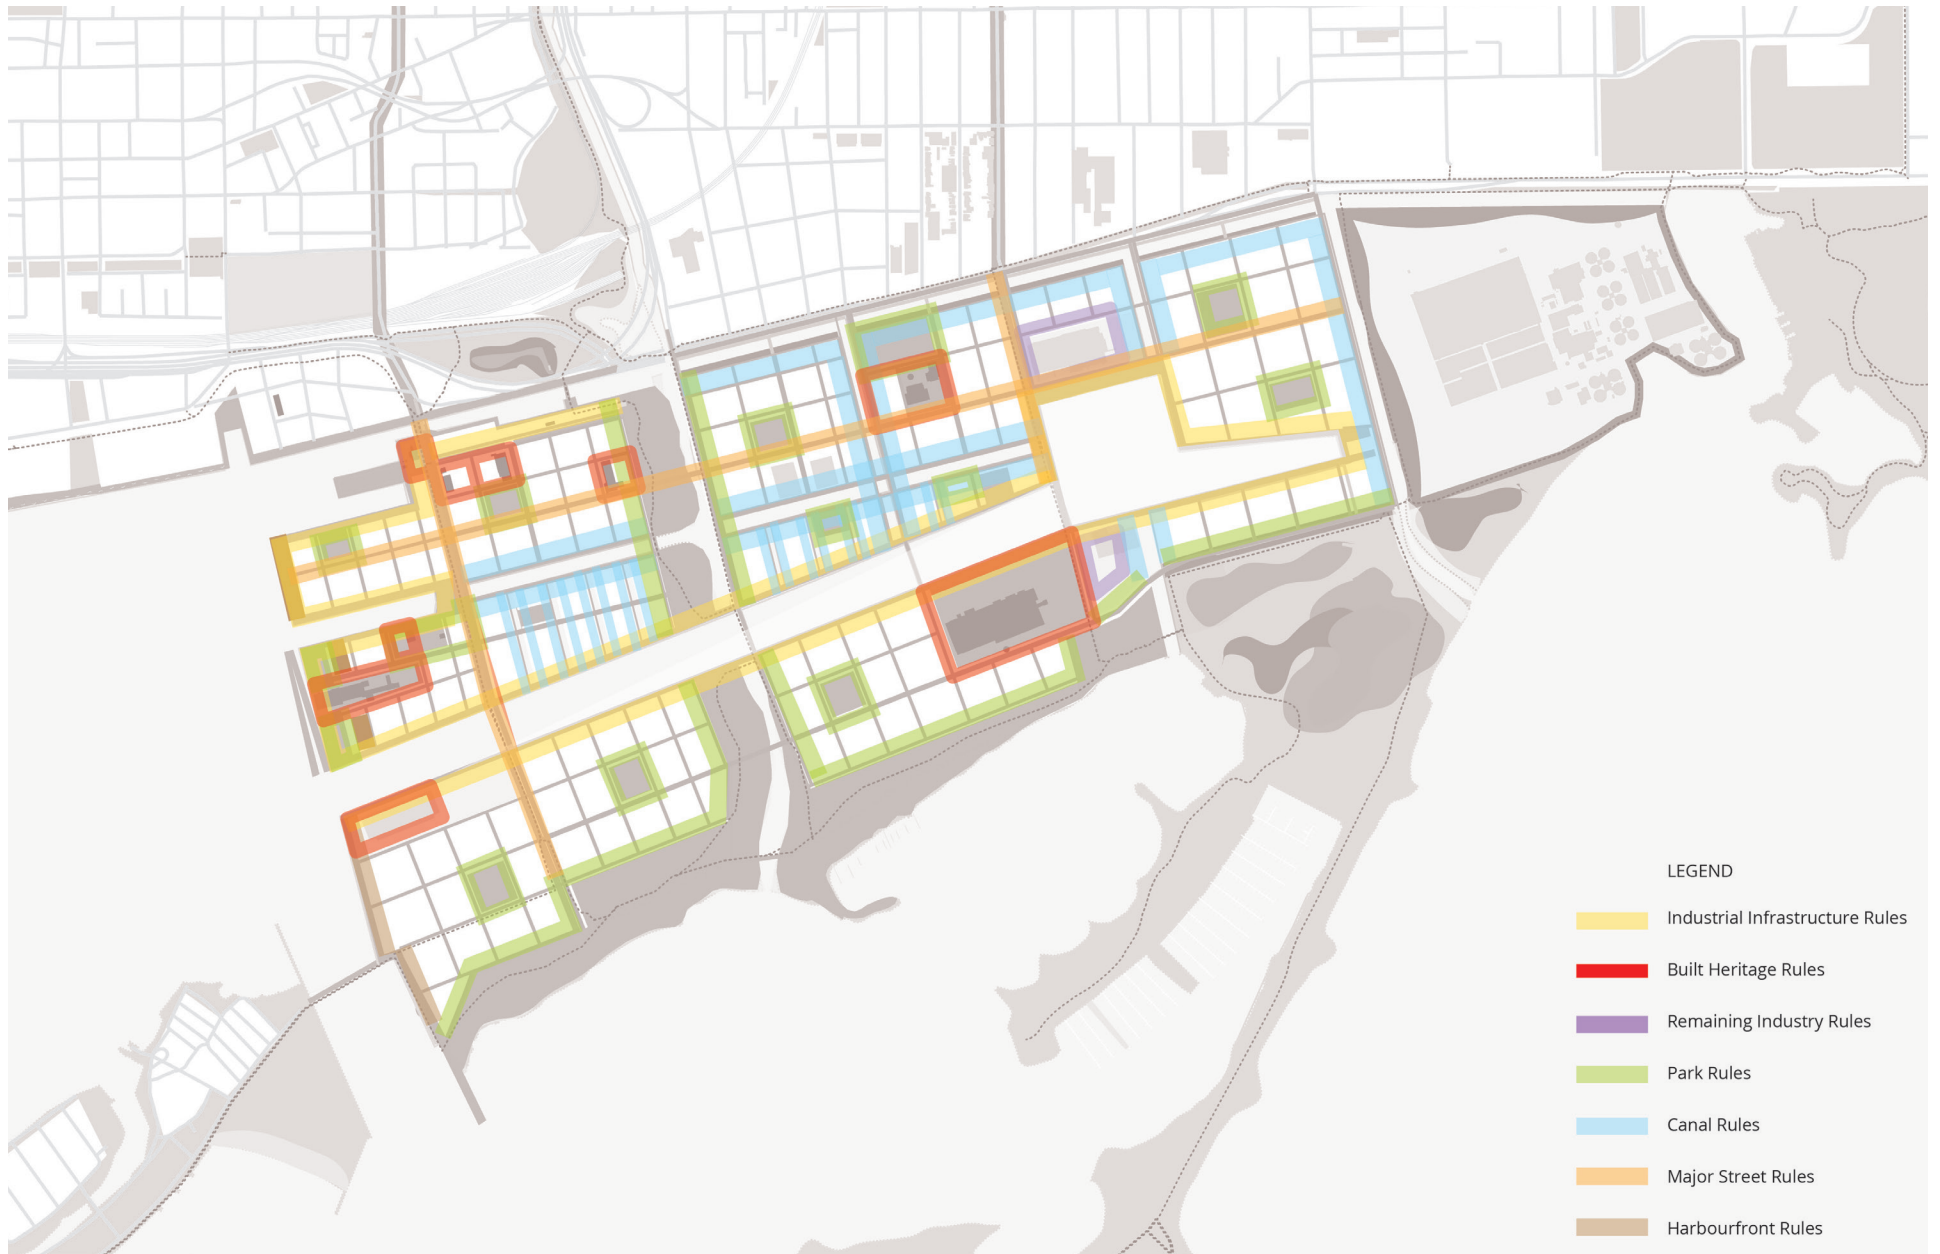 LEGEND
Industrial Infrastructure Rules
Built Heritage Rules
Remaining Industry Rules
Park Rules
Canal Rules
Major Street Rules
Harbourfront Rules